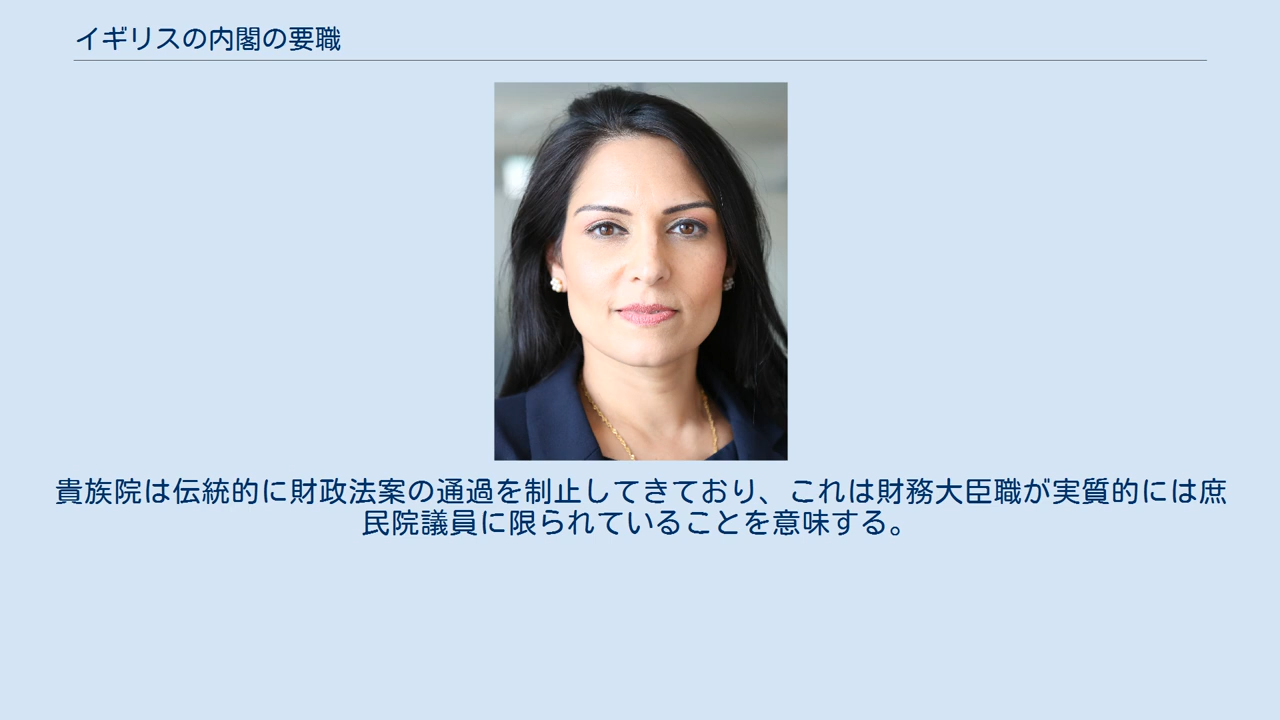 イギリスの内閣の要職
貴族院は伝統的に財政法案の通過を制止してきており、これは財務大臣職が実質的には庶
民院議員に限られていることを意味する。